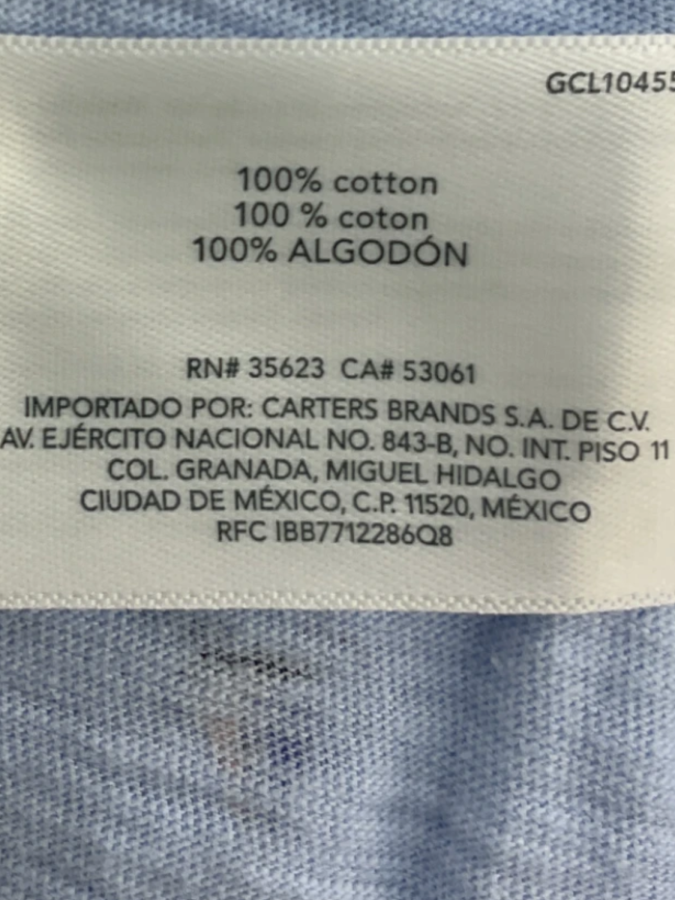 GCL10455
100% cotton
100 % coton
100% ALGODÓN
RN# 35623 CA# 53061
IMPORTADO POR: CARTERS BRANDS S.A. DE C.V.
AV. EJÉRCITO NACIONAL NO. 843-B, NO. INT. PISO 11
COL. GRANADA, MIGUEL HIDALGO
CIUDAD DE MÉXICO, C.P. 11520, MÉXICO
RFC IBB7712286Q8